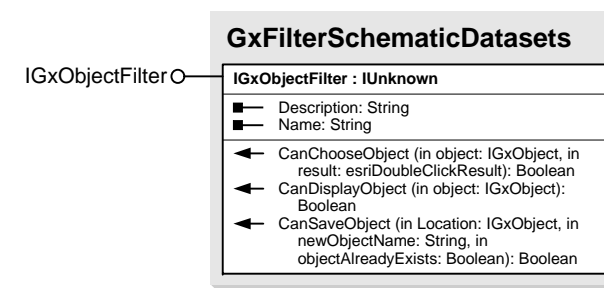 GxFilterSchematicDatasets
IGxObjectFilter
IGxObjectFilter : IUnknown
Description: String
Name: String
CanChooseObject (in object: IGxObject, in
result: esriDoubleClickResult): Boolean
CanDisplayObject (in object: IGxObject):
Boolean
CanSaveObject (in Location: IGxObject, in
newObjectName: String, in
objectAlreadyExists: Boolean): Boolean